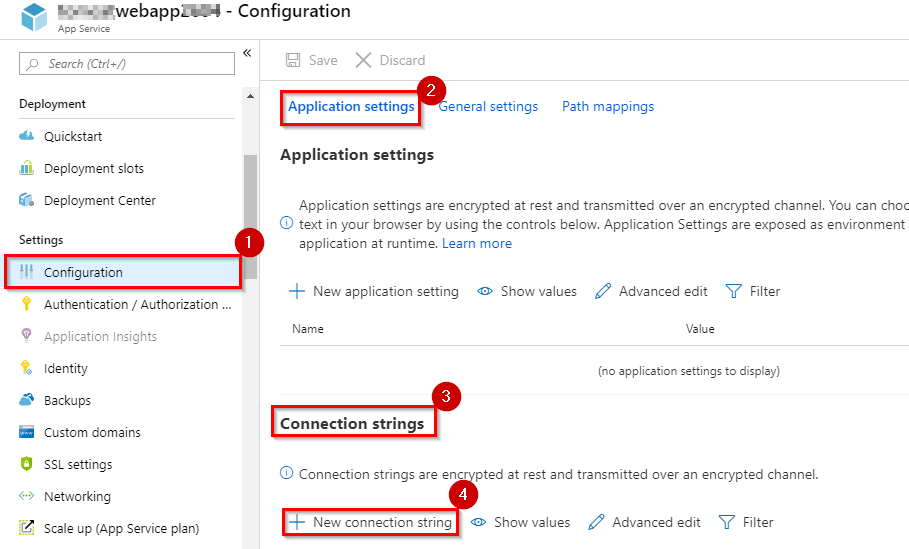 webapp - Configuration
App Service
Search (Ctrl+/)
«
Deployment
Quickstart
Deployment slots
Deployment Center
Settings
1
Configuration
Authentication / Authorization ...
Application Insights
Identity
Backups
Custom domains
SSL settings
Networking
Scale up (App Service plan)
Save
Discard
2
Application settings
General settings
Path mappings
Application settings
Application settings are encrypted at rest and transmitted over an encrypted channel. You can choo
text in your browser by using the controls below. Application Settings are exposed as environment
application at runtime. Learn more
New application setting
Show values
Advanced edit
Filter
Name
Value
(no application settings to display)
3
Connection strings
Connection strings are encrypted at rest and transmitted over an encrypted channel.
4
New connection string
Show values
Advanced edit
Filter